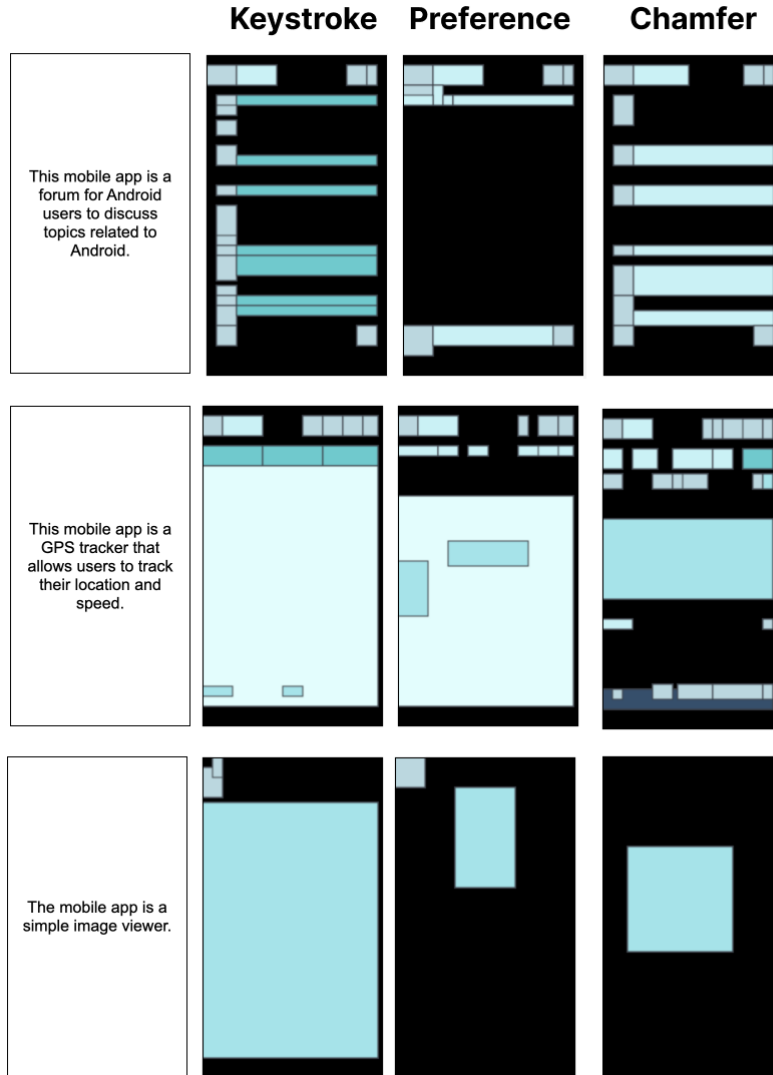 Keystroke Preference Chamfer
This mobile app is a
forum for Android
users to discuss
topics related to
Android.
This mobile app is a
GPS tracker that
allows users to track
their location and
speed.
The mobile app is a
simple image viewer.